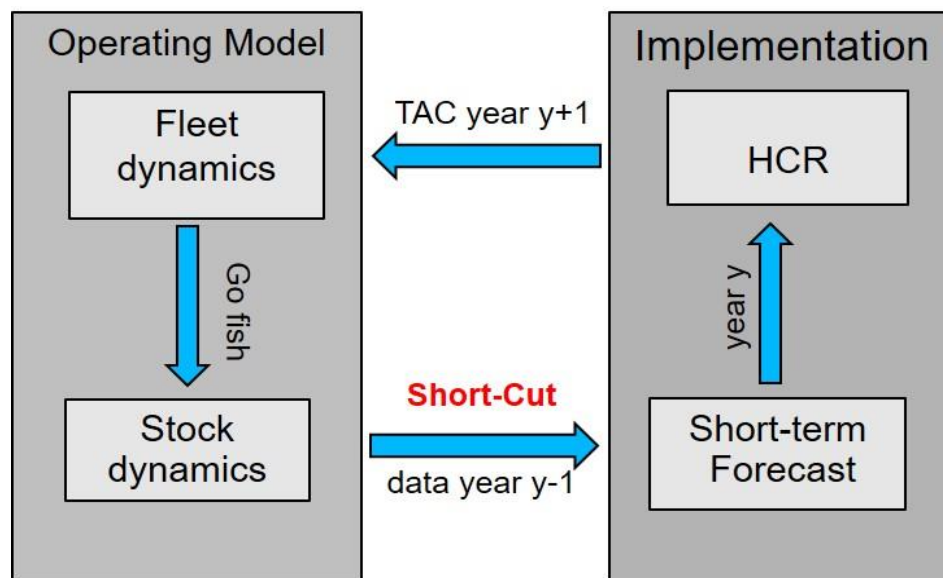 Operating Model
Fleet
dynamics
Go fish
Stock
dynamics
TAC year y+1
Short-Cut
data year y-1
Implementation
HCR
year y
Short-term
Forecast